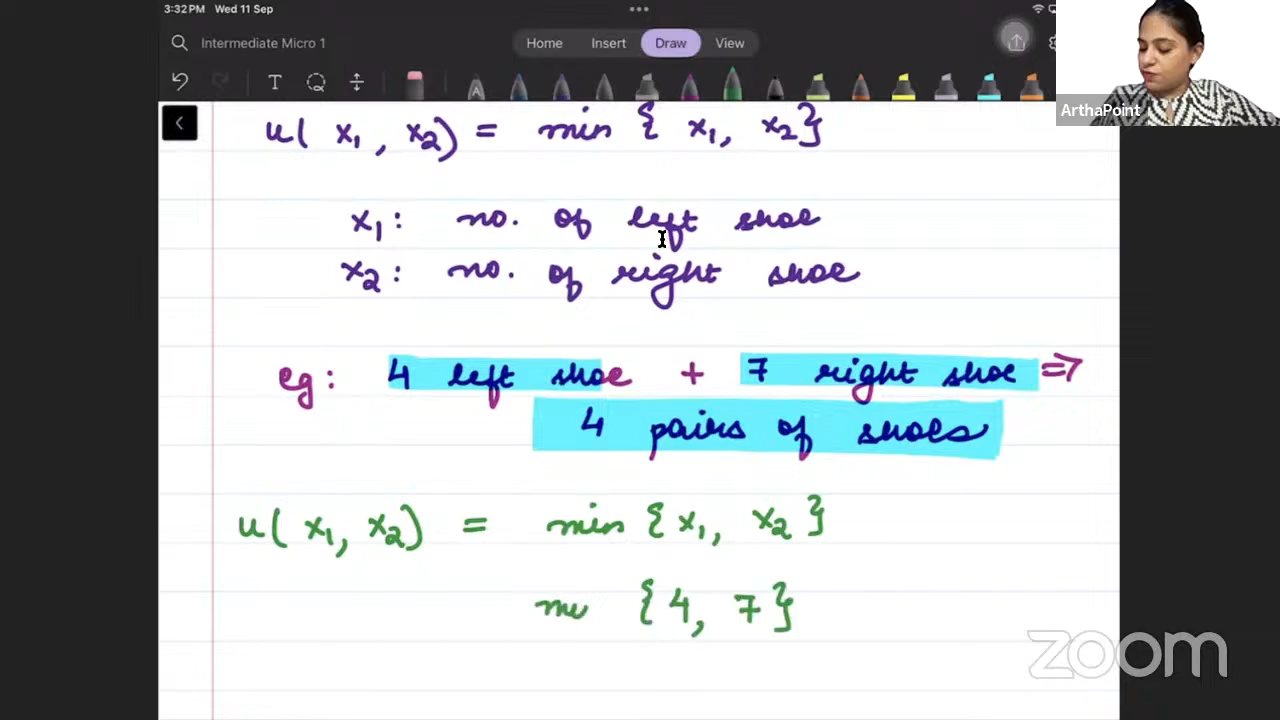 3:32 PM Wed 11 Sep
Intermediate Micro 1
Home Insert Draw View
ArthaPoint
u( x₁, x₂) = min { x₁, x₂}
x₁: no. of left shoe
x₂: no. of right shoe
eg: 4 left shoe + 7 right shoe =>
4 pairs of shoes
u( x₁, x₂) = min { x₁, x₂ }
{4, 7}
zoom